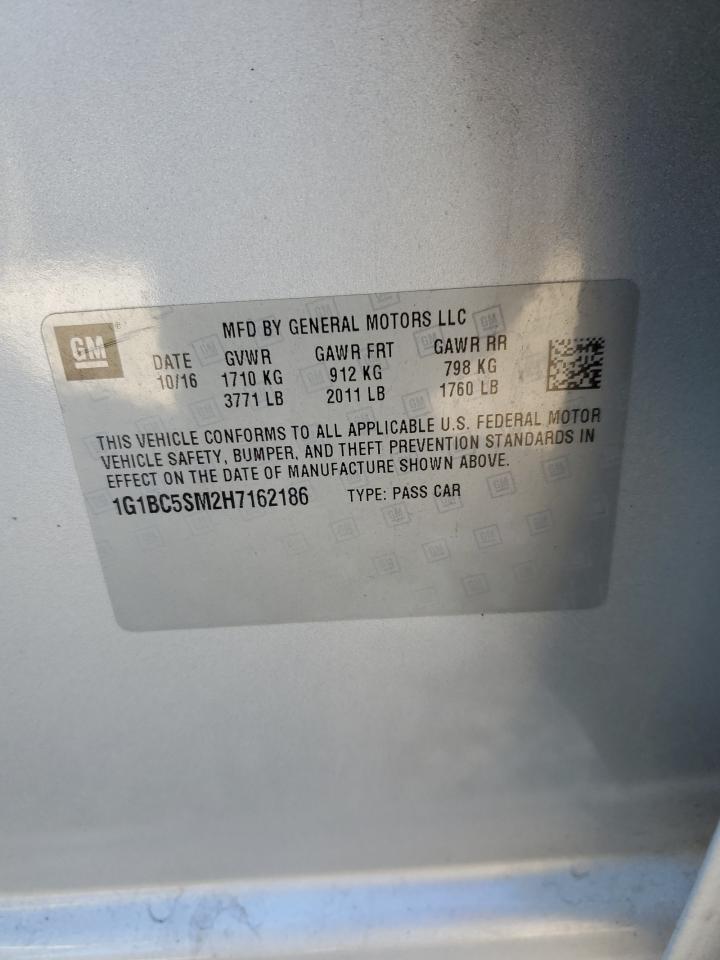 GM®
MFD BY GENERAL MOTORS LLC
DATE GVWR GAWR FRT GAWR RR
10/16 1710 KG 912 KG 798 KG
3771 LB 2011 LB 1760 LB
THIS VEHICLE CONFORMS TO ALL APPLICABLE U.S. FEDERAL MOTOR
VEHICLE SAFETY, BUMPER, AND THEFT PREVENTION STANDARDS IN
EFFECT ON THE DATE OF MANUFACTURE SHOWN ABOVE.
1G1BC5SM2H7162186 TYPE: PASS CAR